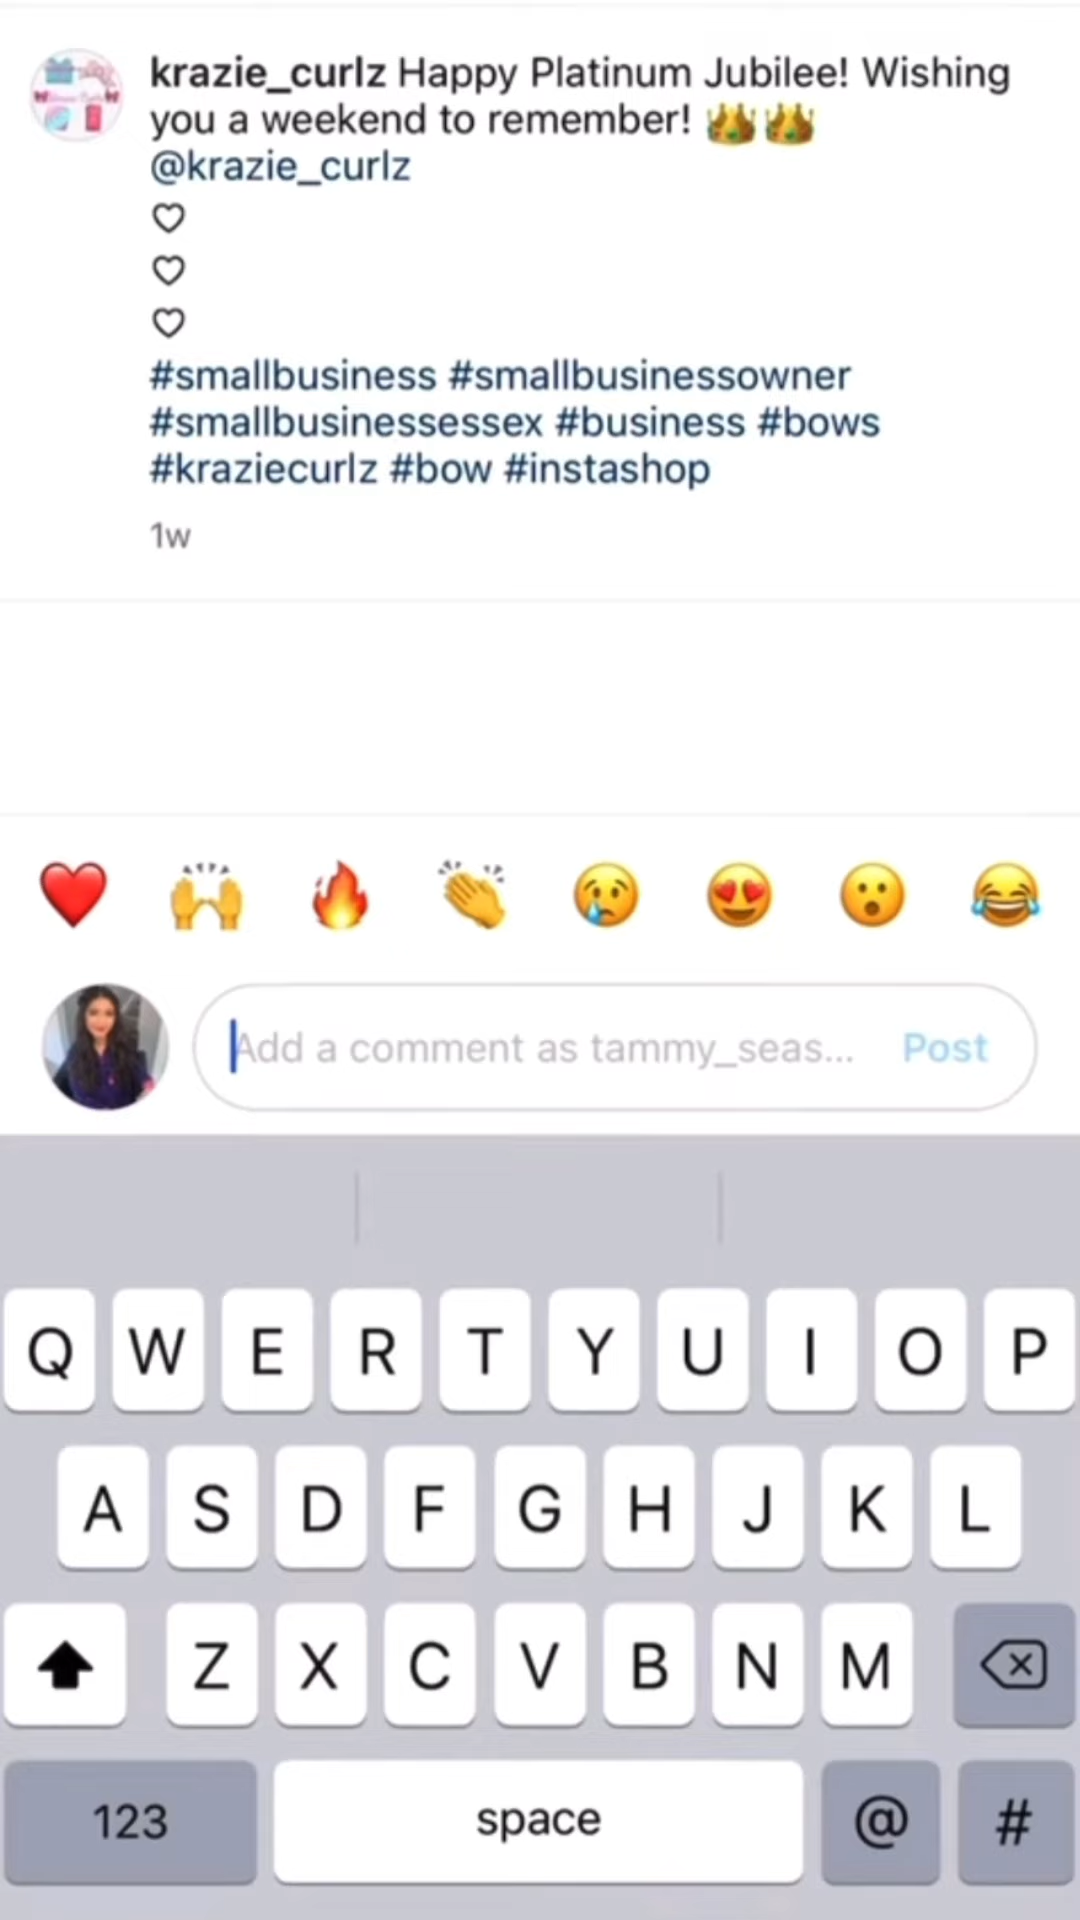 krazie_curlz Happy Platinum Jubilee! Wishing
you a weekend to remember! 👑👑
@krazie_curlz
♡
♡
♡
#smallbusiness #smallbusinessowner
#smallbusinessessex #business #bows
#kraziecurlz #bow #instashop
1w
❤️ 🙌 🔥 👏 😢 😍 😮 😂
Add a comment as tammy_seas... Post
Q W E R T Y U I O P
A S D F G H J K L
Z X C V B N M
123 space @ #